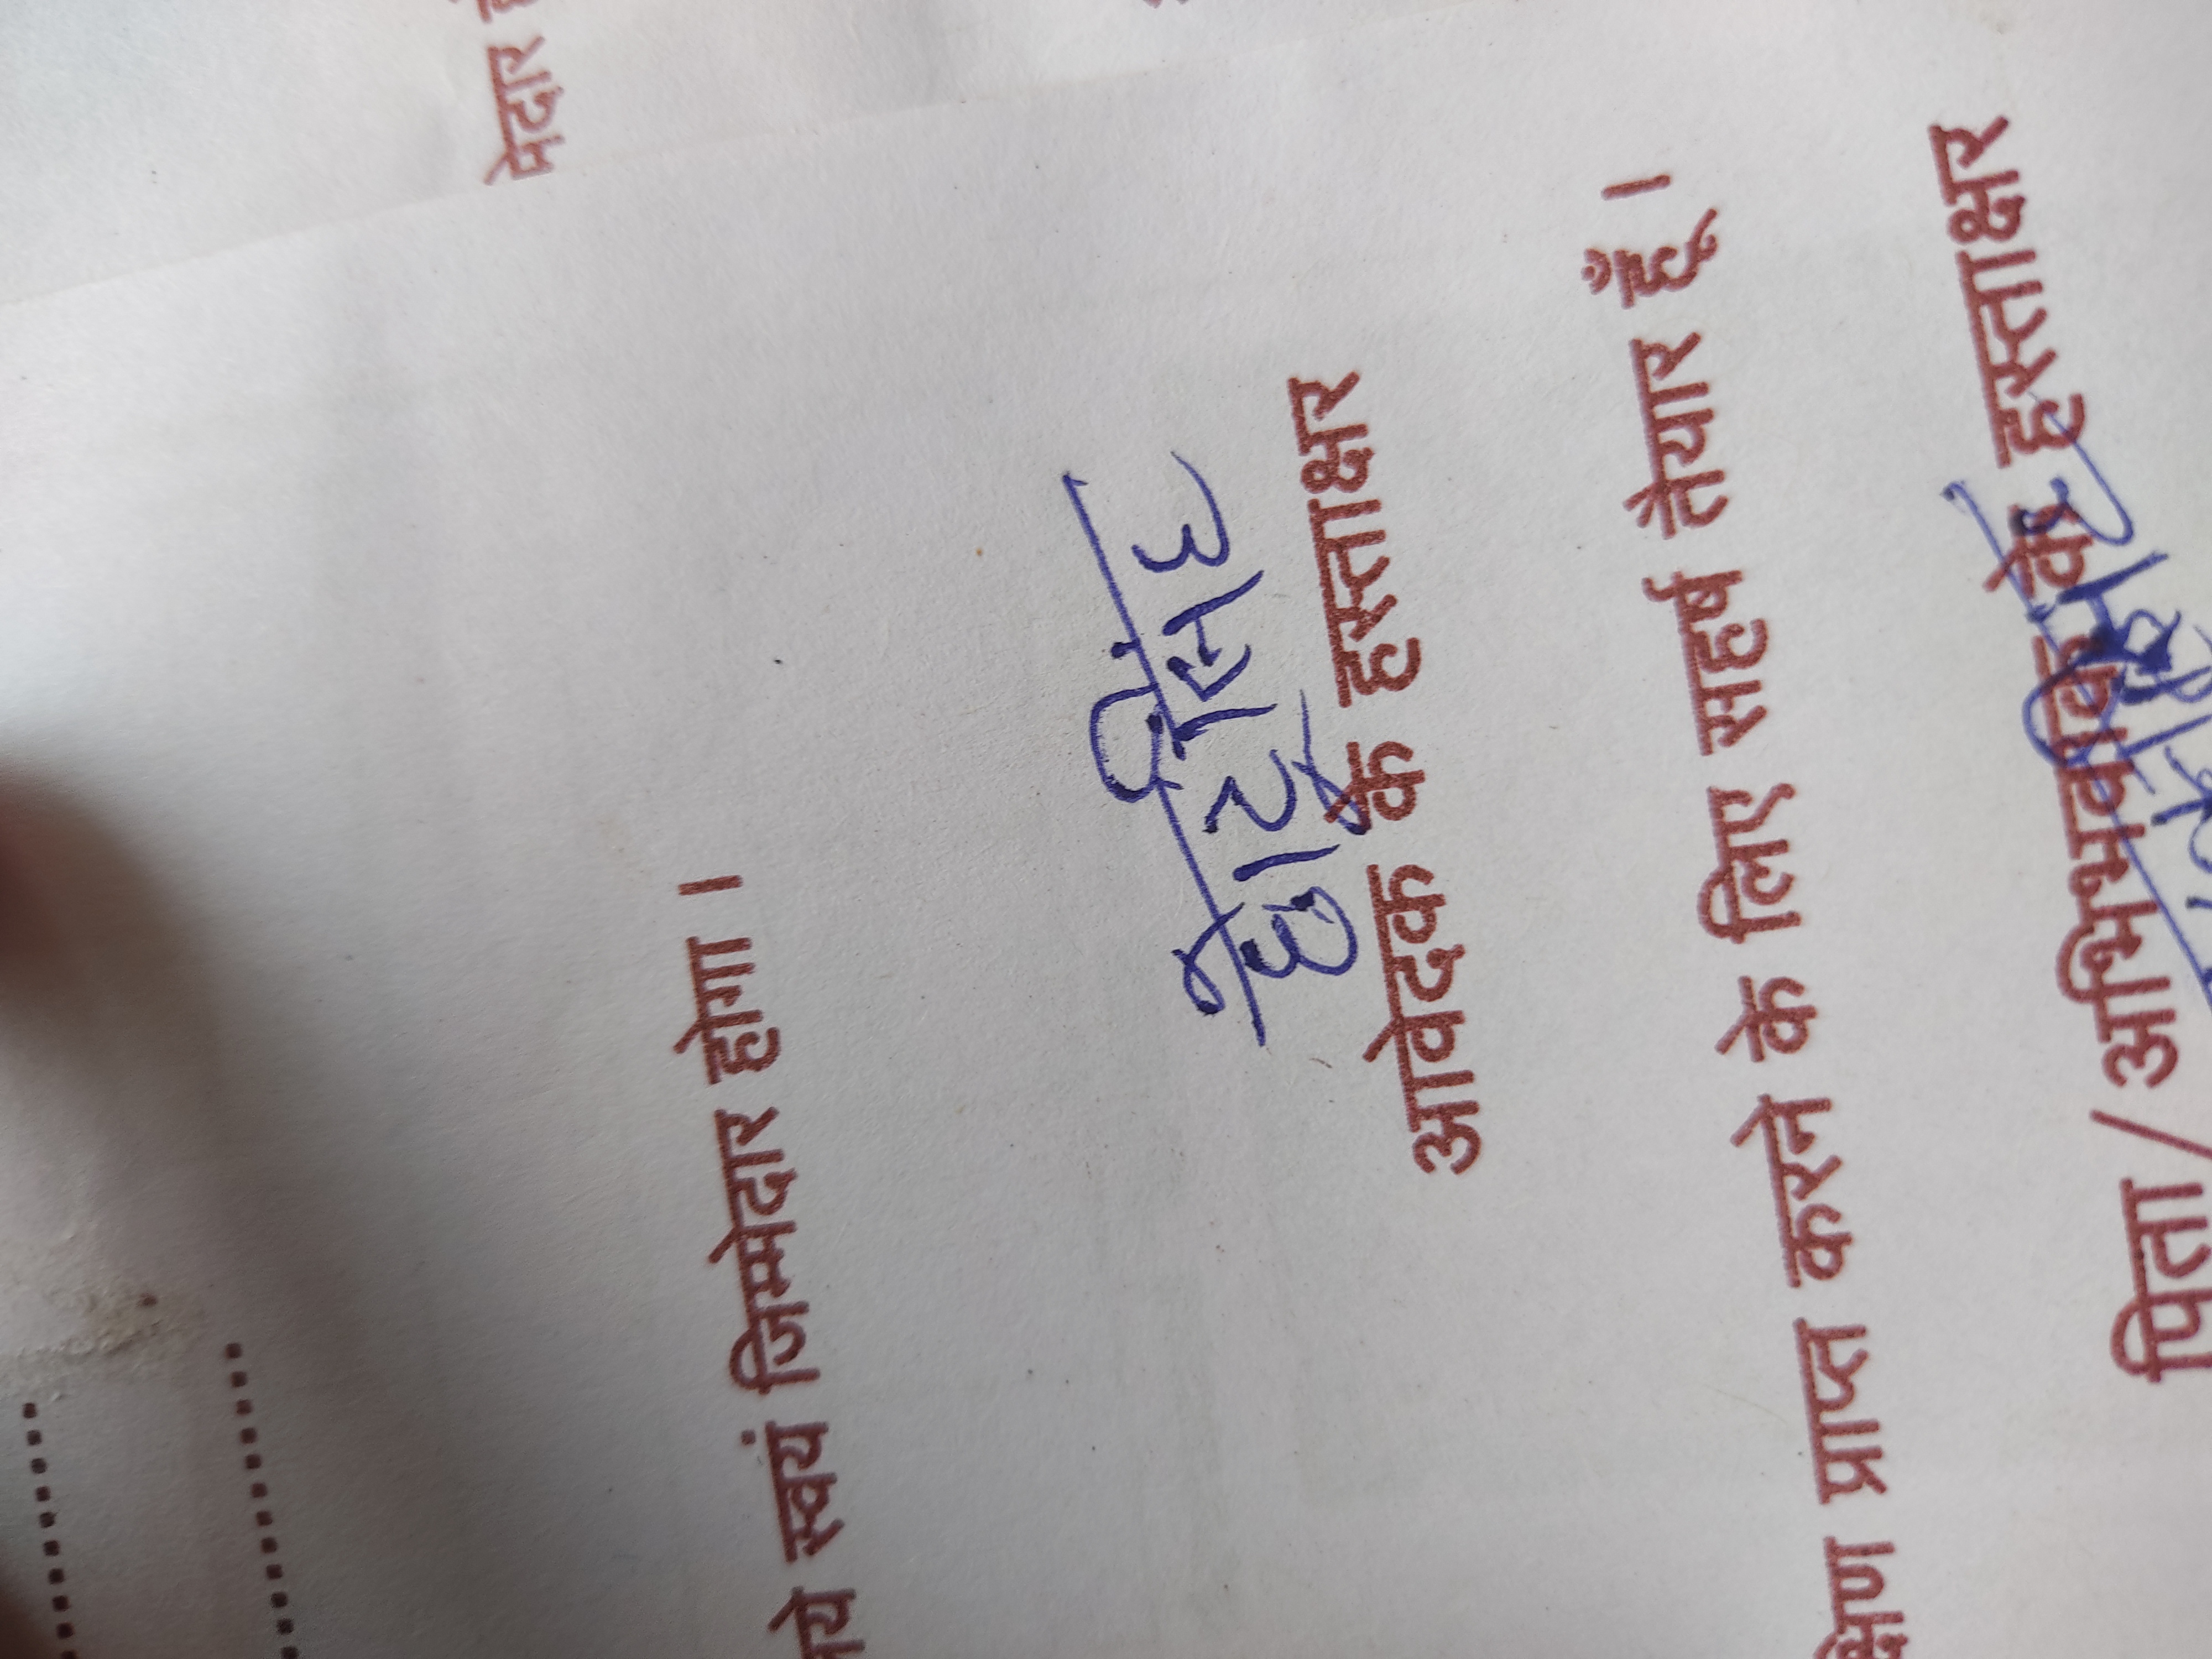 मेदार ह
ाये स्वयं जिम्मेदार होगा ।
आवेदक के हस्ताक्षर
क्षिण प्राप्त करने के लिए सहर्ष तैयार हूँ ।
पिता / अभिभावक के हस्ताक्षर